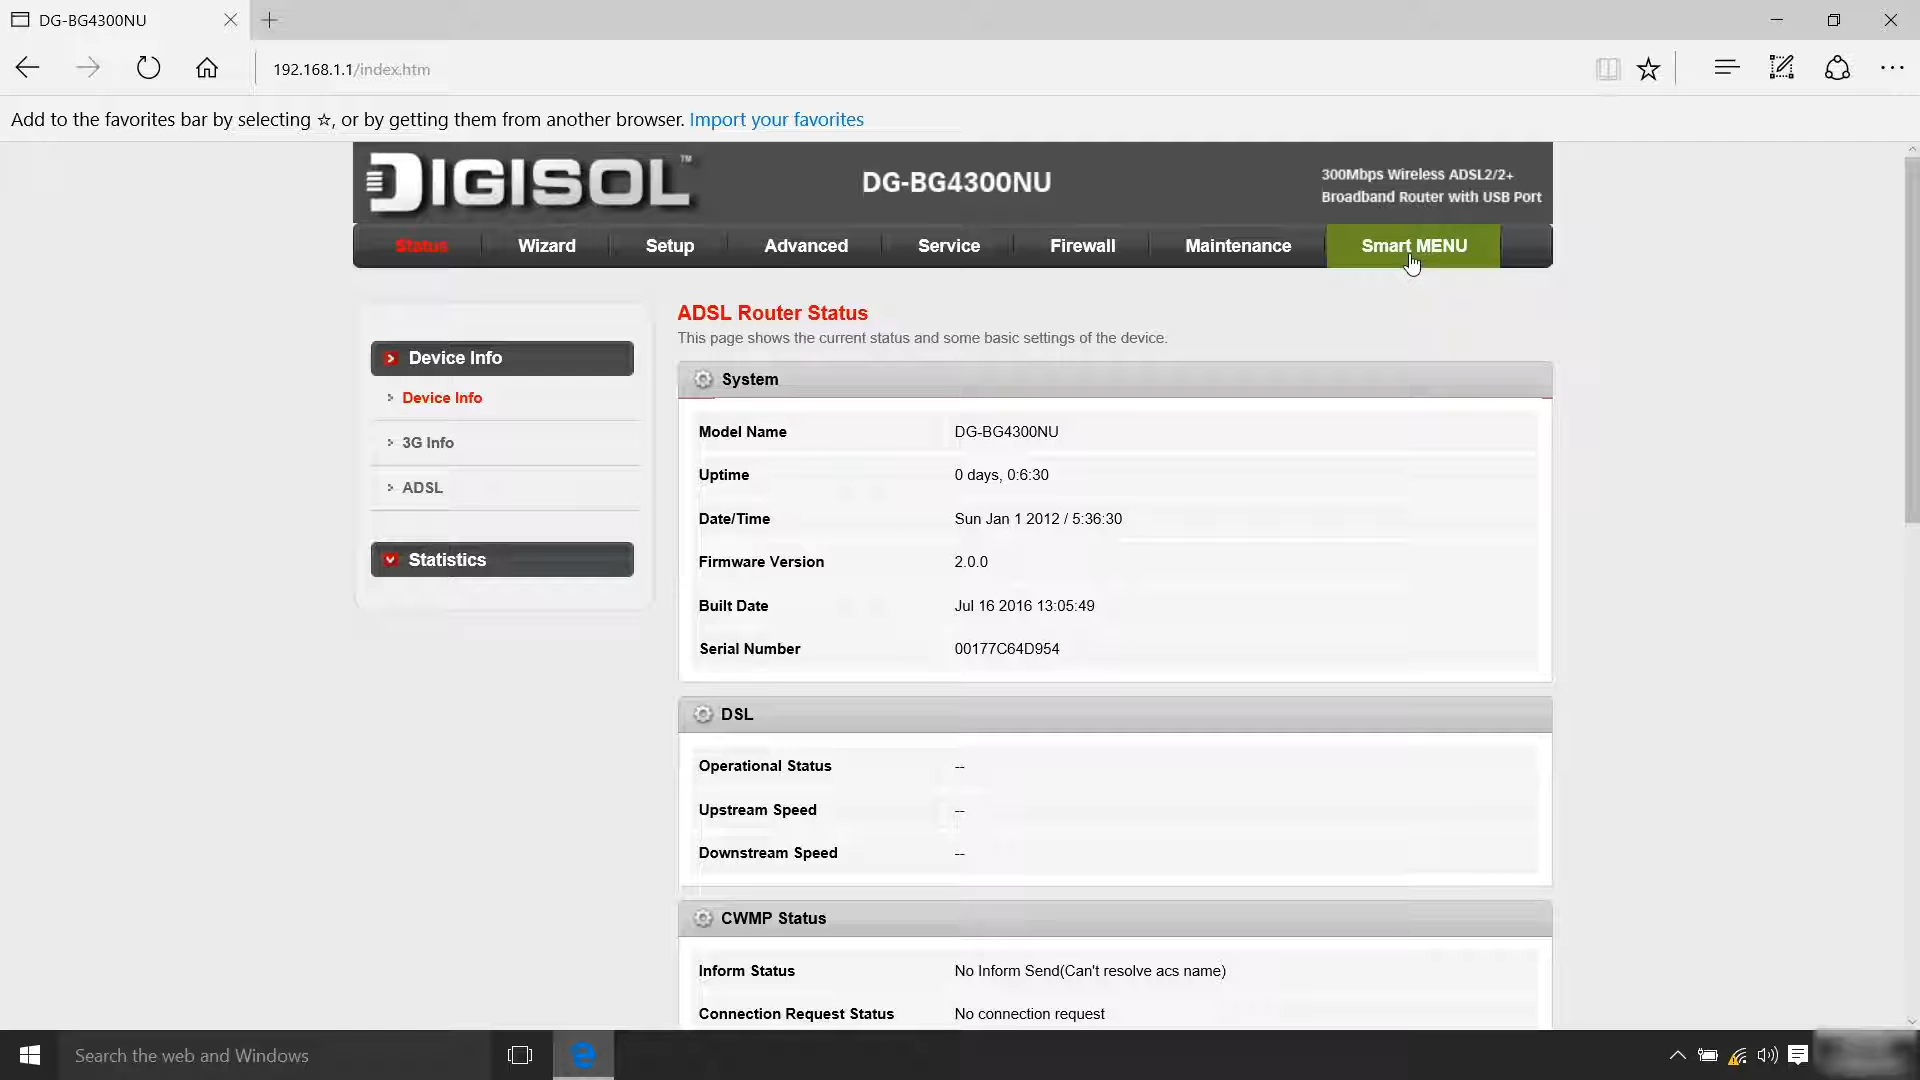 DG-BG4300NU
192.168.1.1/index.htm
Add to the favorites bar by selecting ☆, or by getting them from another browser. Import your favorites
DIGISOL™
DG-BG4300NU
300Mbps Wireless ADSL2/2+
Broadband Router with USB Port
Status Wizard Setup Advanced Service Firewall Maintenance Smart MENU
Device Info
Device Info
3G Info
ADSL
Statistics
ADSL Router Status
This page shows the current status and some basic settings of the device.
System
Model Name DG-BG4300NU
Uptime 0 days, 0:6:30
Date/Time Sun Jan 1 2012 / 5:36:30
Firmware Version 2.0.0
Built Date Jul 16 2016 13:05:49
Serial Number 00177C64D954
DSL
Operational Status --
Upstream Speed --
Downstream Speed --
CWMP Status
Inform Status No Inform Send(Can't resolve acs name)
Connection Request Status No connection request
Search the web and Windows